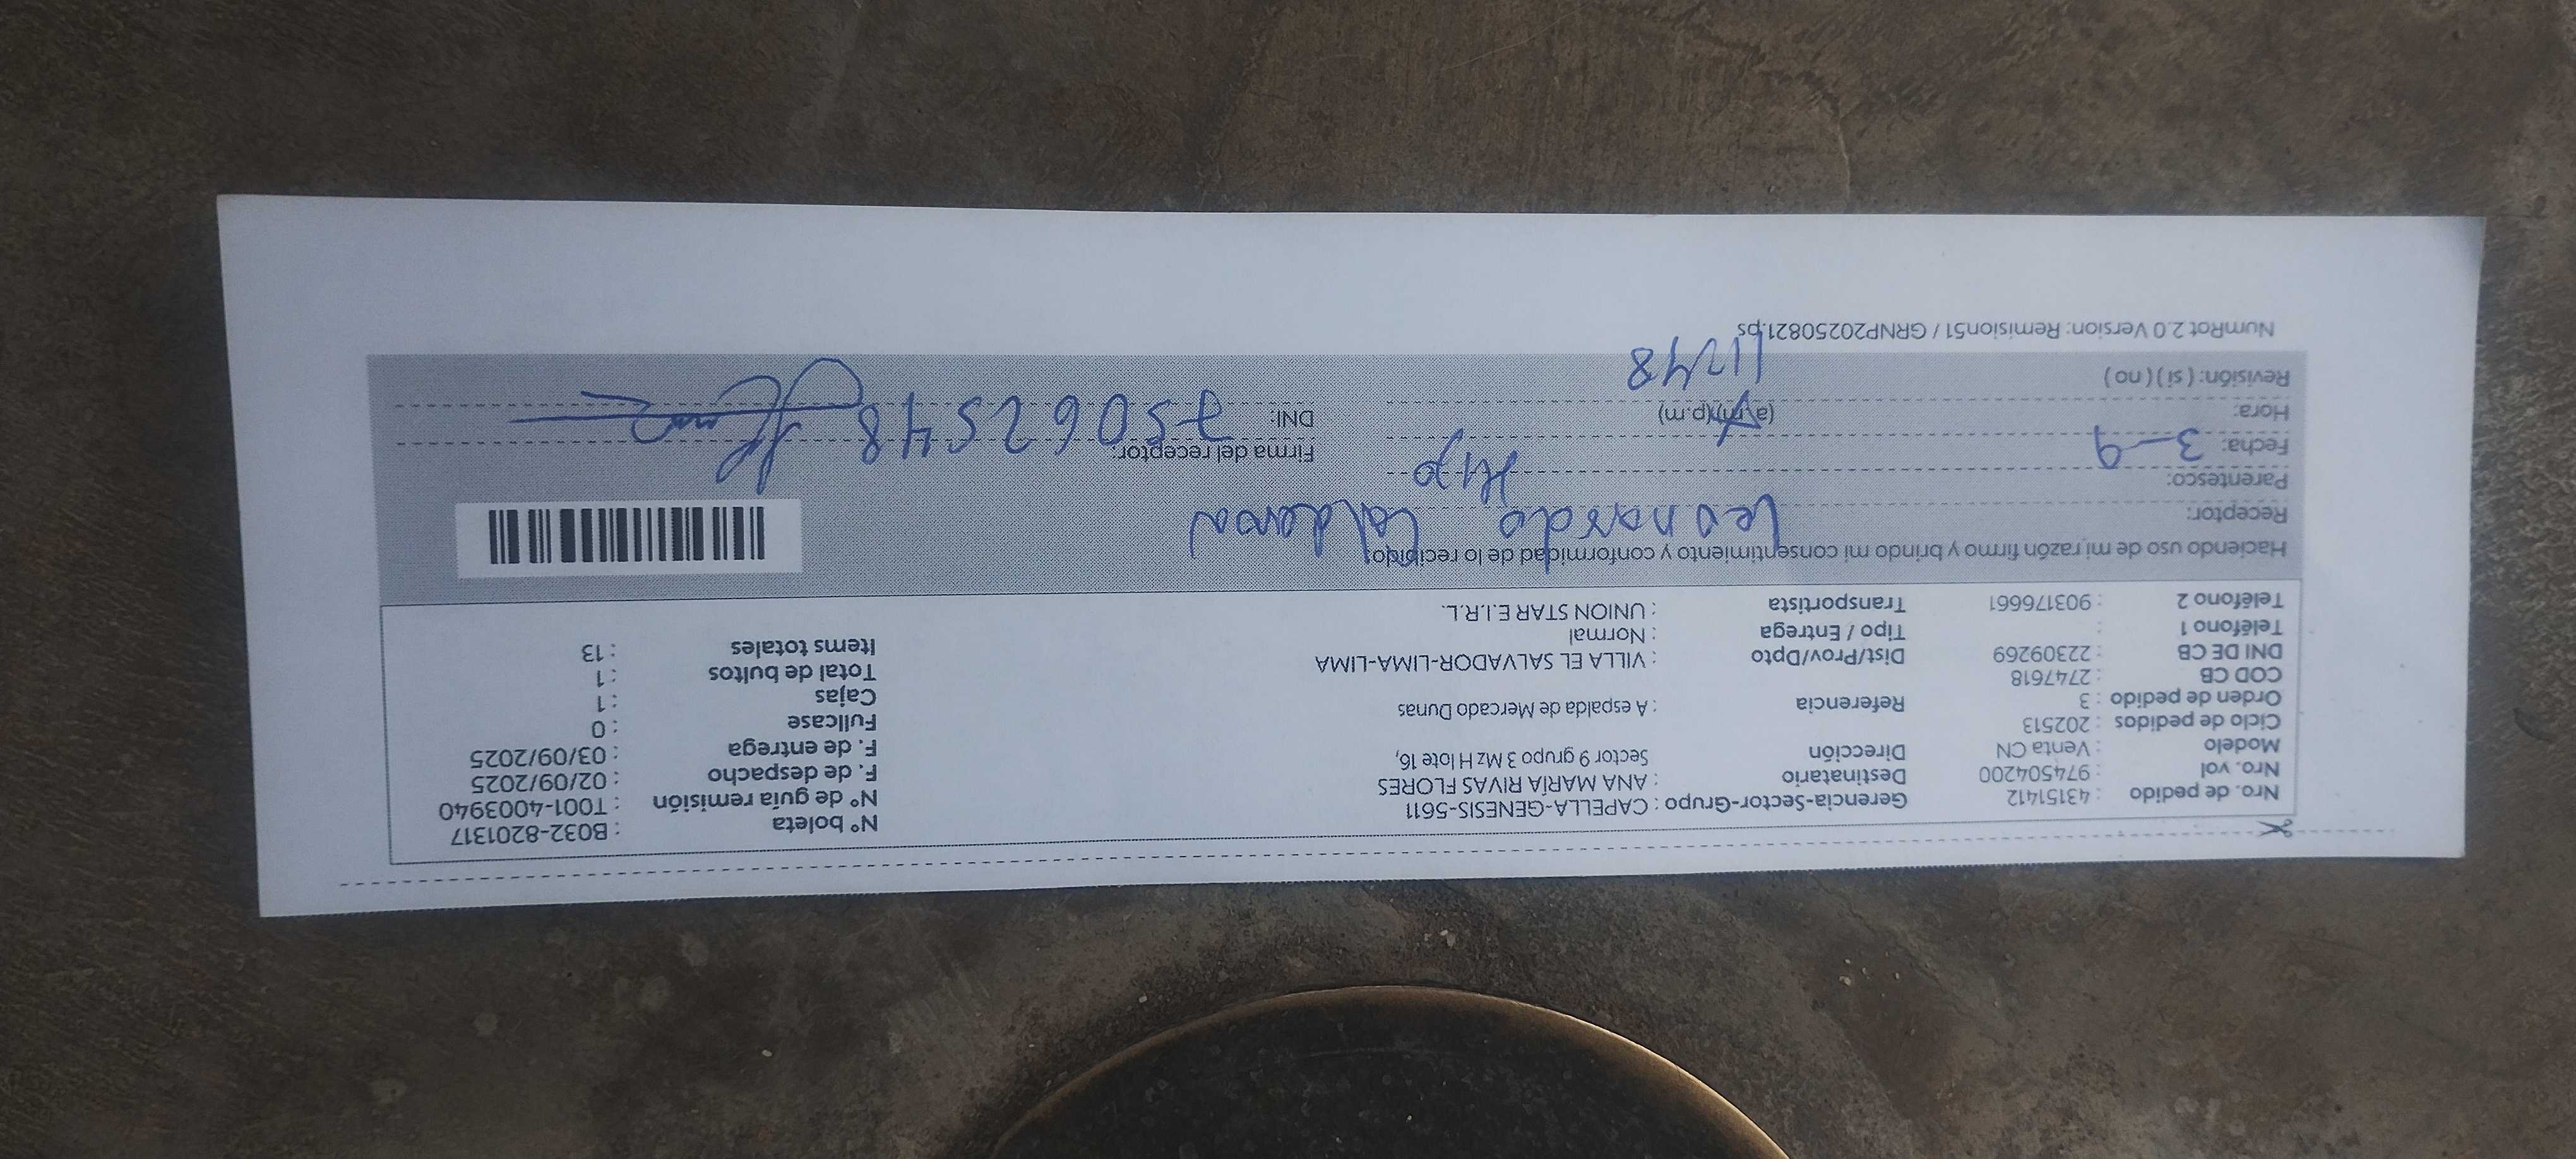 Nro. de pedido : 43151412 Gerencia-Sector-Grupo : CAPELLA-GENESIS-5611 N° boleta : B032-8201317
Nro. vol : 974504200 Destinatario : ANA MARÍA RIVAS FLORES N° de guía remisión : T001-4003940
Modelo : Venta CN Dirección Sector 9 grupo 3 Mz H lote 16, F. de despacho : 02/09/2025
Ciclo de pedidos : 202513 F. de entrega : 03/09/2025
Orden de pedido : 3 Referencia : A espalda de Mercado Dunas Fullcase : 0
COD CB : 2747618 Cajas : 1
DNI DE CB : 22309269 Dist/Prov/Dpto : VILLA EL SALVADOR-LIMA-LIMA Total de bultos : 1
Teléfono 1 : Tipo / Entrega : Normal Items totales : 13
Teléfono 2 : 903176661 Transportista : UNION STAR E.I.R.L.
Haciendo uso de mi razón firmo y brindo mi consentimiento y conformidad de lo recibido:
Receptor: Leonardo
Parentesco:
Fecha: 3-9 Firma del receptor:
Hora: (a.m)(p.m) DNI: 75062548
Revisión: ( si ) ( no )
NumRot 2.0 Version: Remision51 / GRNP20250821.ps